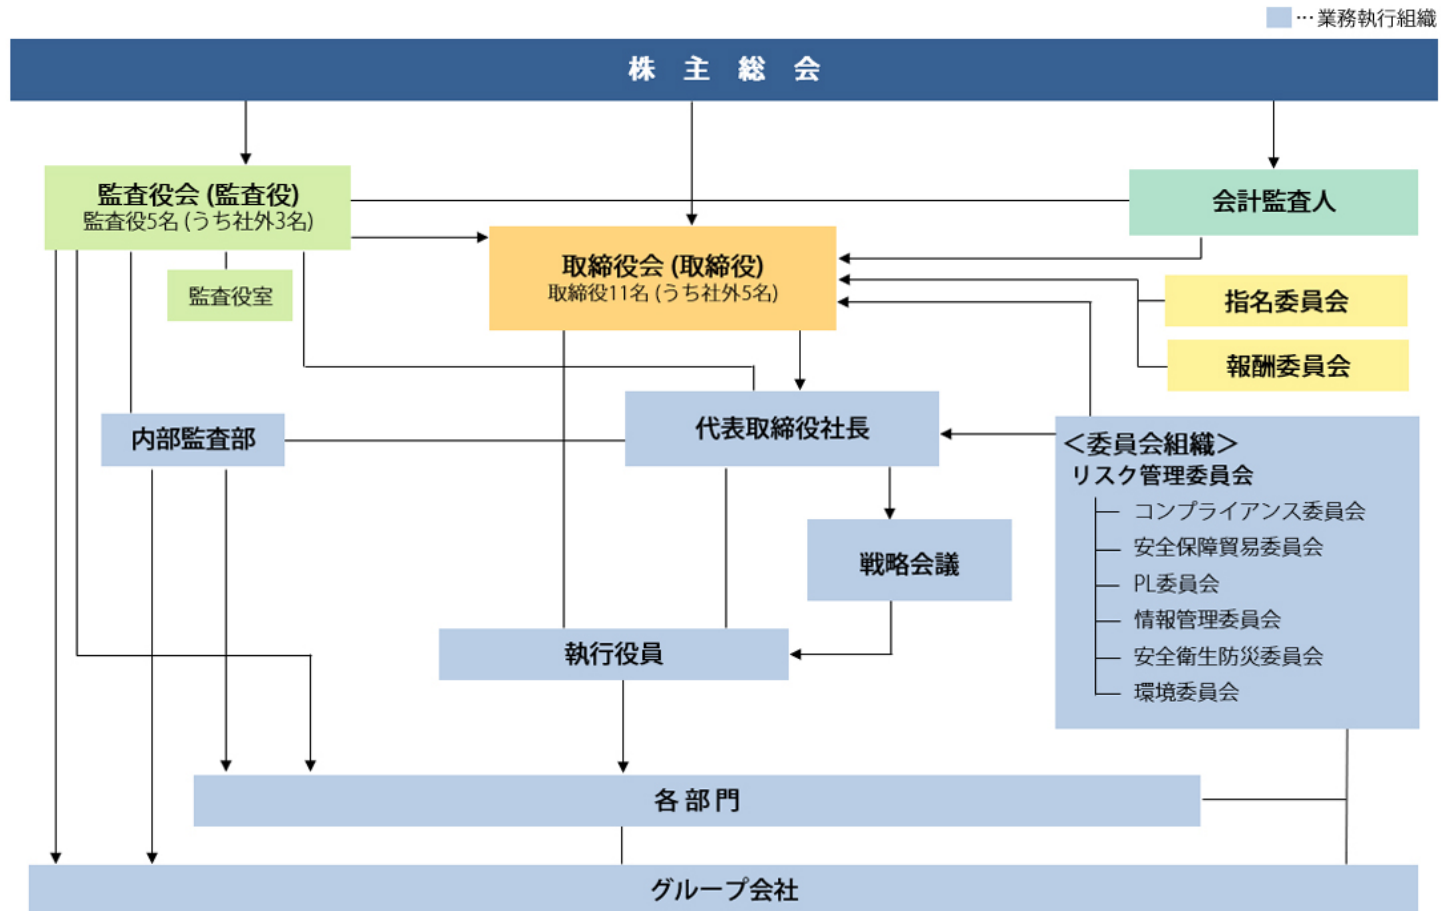 …業務執行組織
株主総会
監査役会 (監査役)
監査役5名 (うち社外3名)
会計監査人
取締役会 (取締役)
取締役11名 (うち社外5名)
監査役室
指名委員会
報酬委員会
代表取締役社長
内部監査部
＜委員会組織＞
リスク管理委員会
コンプライアンス委員会
安全保障貿易委員会
PL委員会
情報管理委員会
安全衛生防災委員会
環境委員会
戦略会議
執行役員
各部門
グループ会社